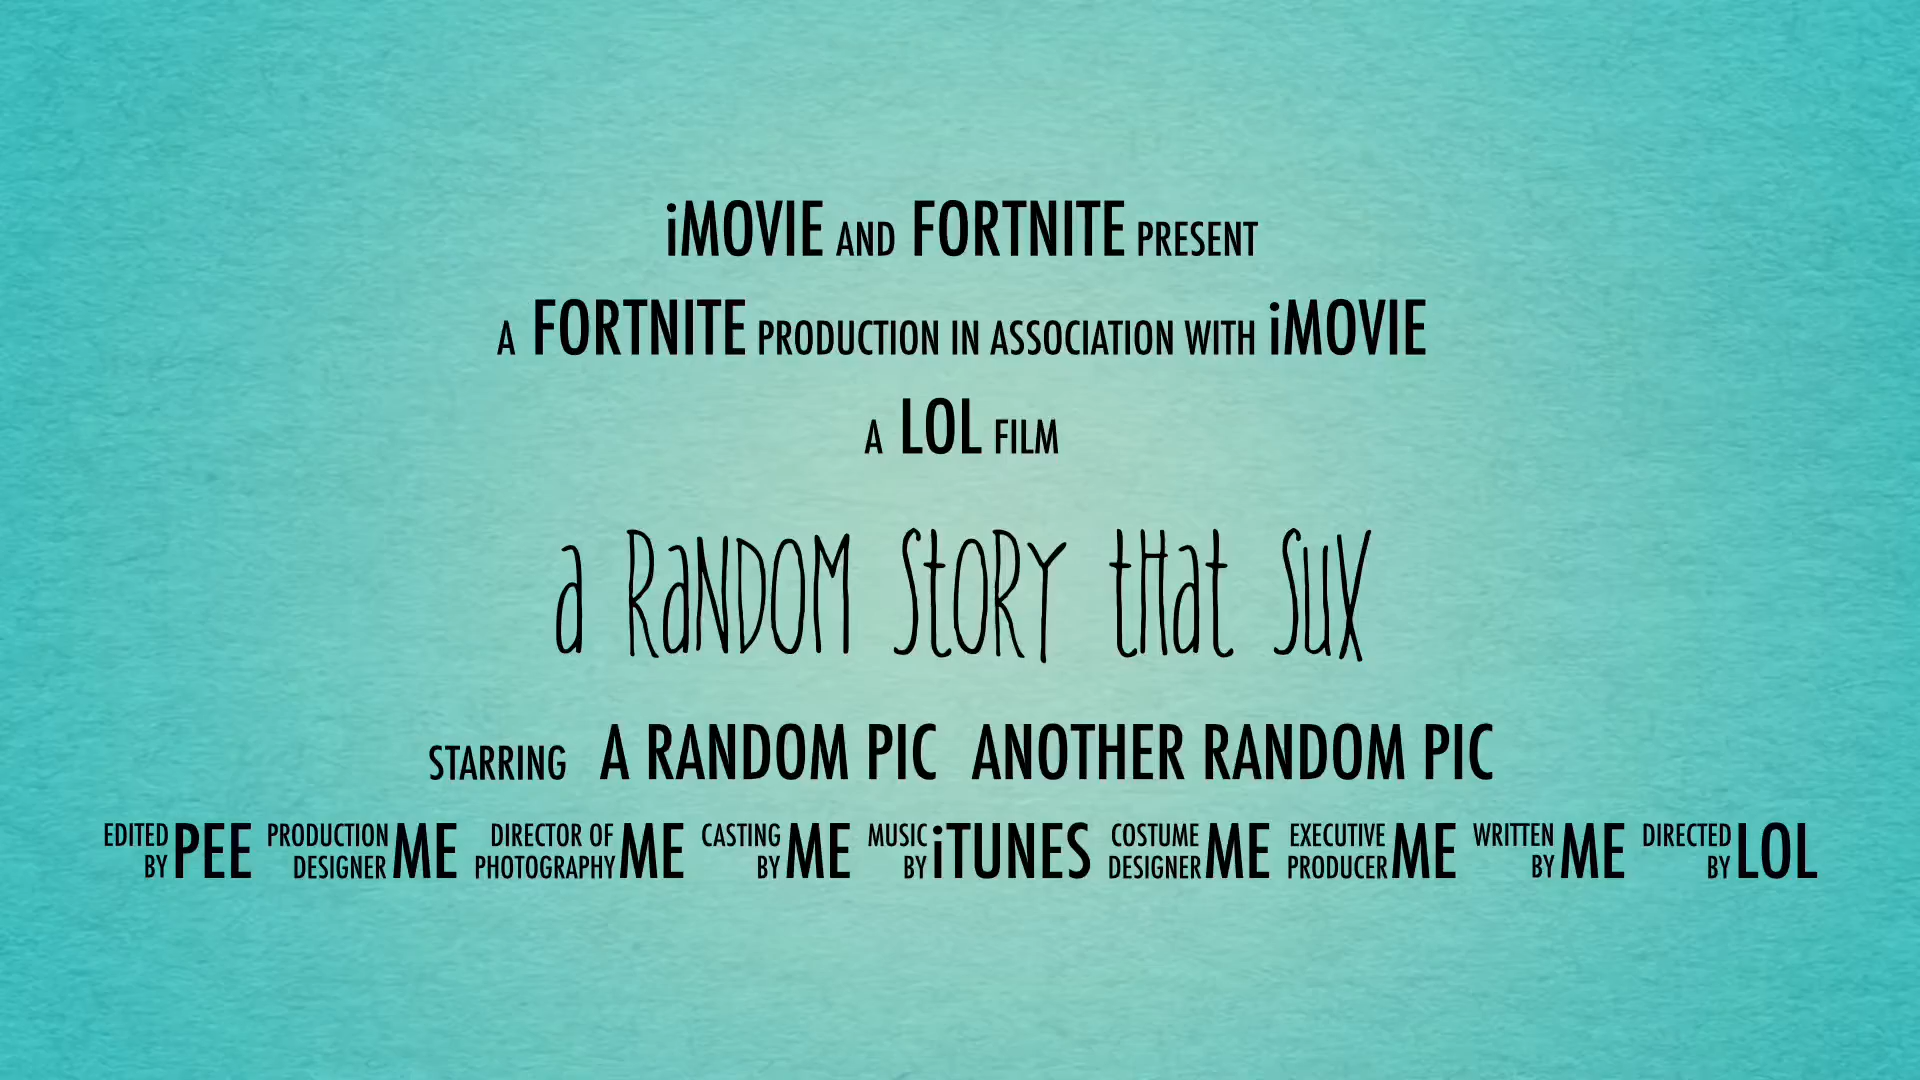 iMOVIE AND FORTNITE PRESENT
A FORTNITE PRODUCTION IN ASSOCIATION WITH iMOVIE
A LOL FILM
a RaNDOM StORY tHat SuX
STARRING A RANDOM PIC ANOTHER RANDOM PIC
EDITED BY PEE PRODUCTION DESIGNER ME DIRECTOR OF PHOTOGRAPHY ME CASTING BY ME MUSIC BY iTUNES COSTUME DESIGNER ME EXECUTIVE PRODUCER ME WRITTEN BY ME DIRECTED BY LOL